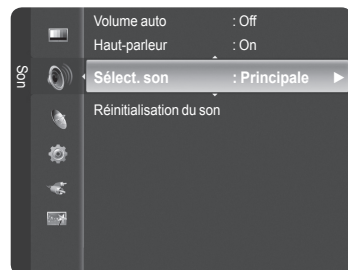 Son
Volume auto : Off
Haut-parleur : On
Sélect. son : Principale
Réinitialisation du son